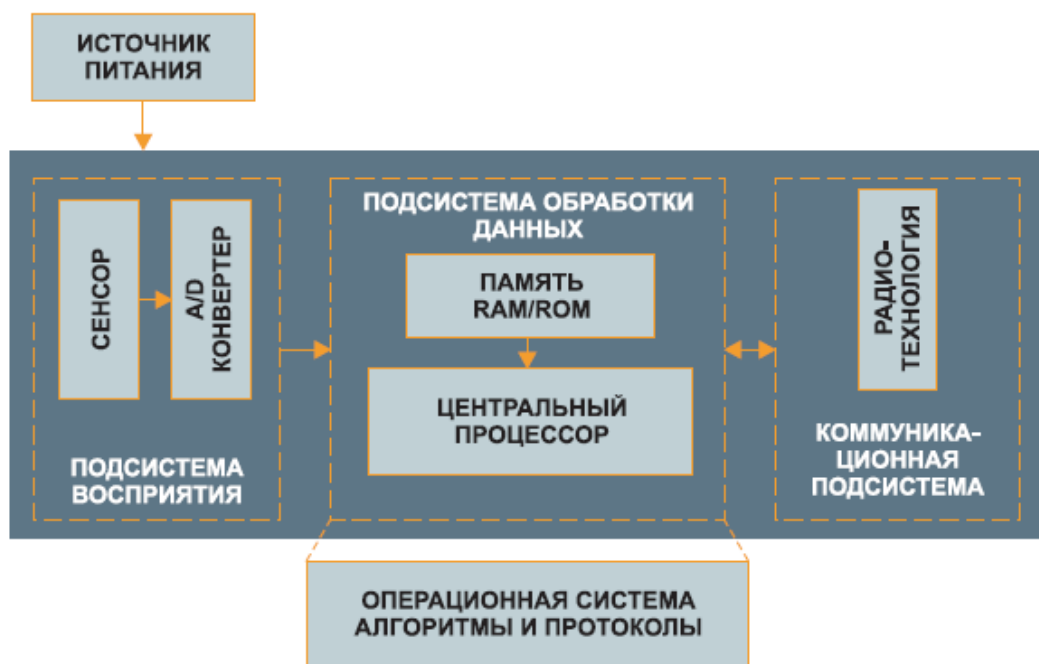 ИСТОЧНИК
ПИТАНИЯ
СЕНСОР
A/D
КОНВЕРТЕР
ПОДСИСТЕМА
ВОСПРИЯТИЯ
ПОДСИСТЕМА ОБРАБОТКИ
ДАННЫХ
ПАМЯТЬ
RAM/ROM
ЦЕНТРАЛЬНЫЙ
ПРОЦЕССОР
РАДИО-
ТЕХНОЛОГИЯ
КОММУНИКА-
ЦИОННАЯ
ПОДСИСТЕМА
ОПЕРАЦИОННАЯ СИСТЕМА
АЛГОРИТМЫ И ПРОТОКОЛЫ